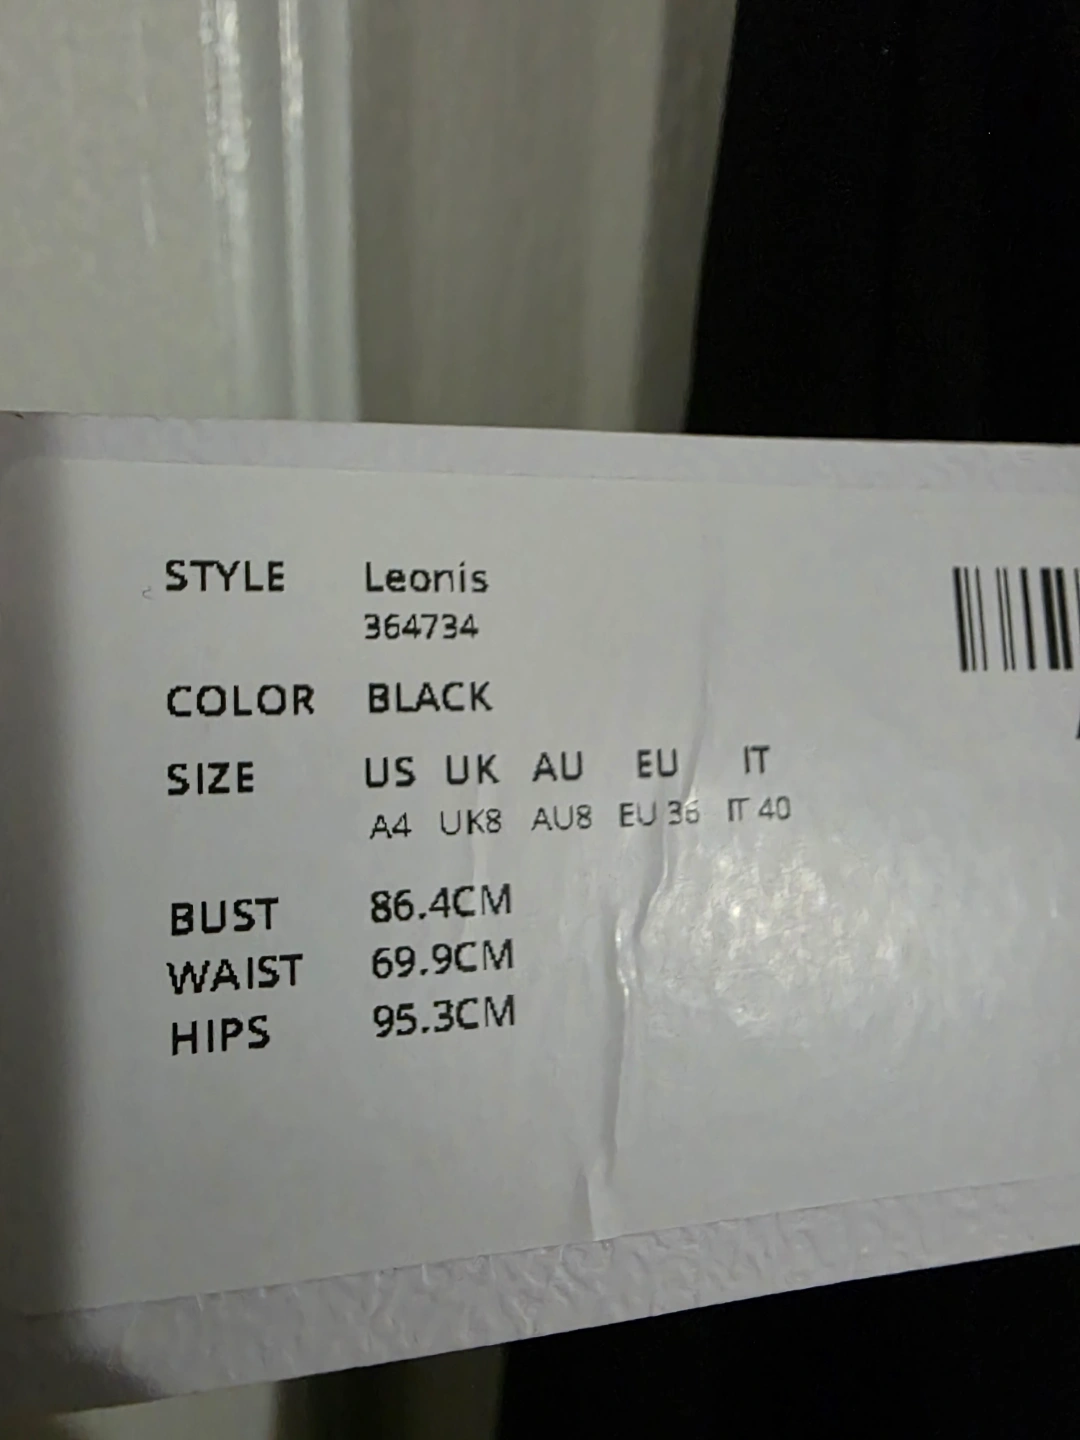 STYLE Leonis
364734
COLOR BLACK
SIZE US UK AU EU IT
A4 UK8 AU8 EU 36 IT 40
BUST 86.4CM
WAIST 69.9CM
HIPS 95.3CM